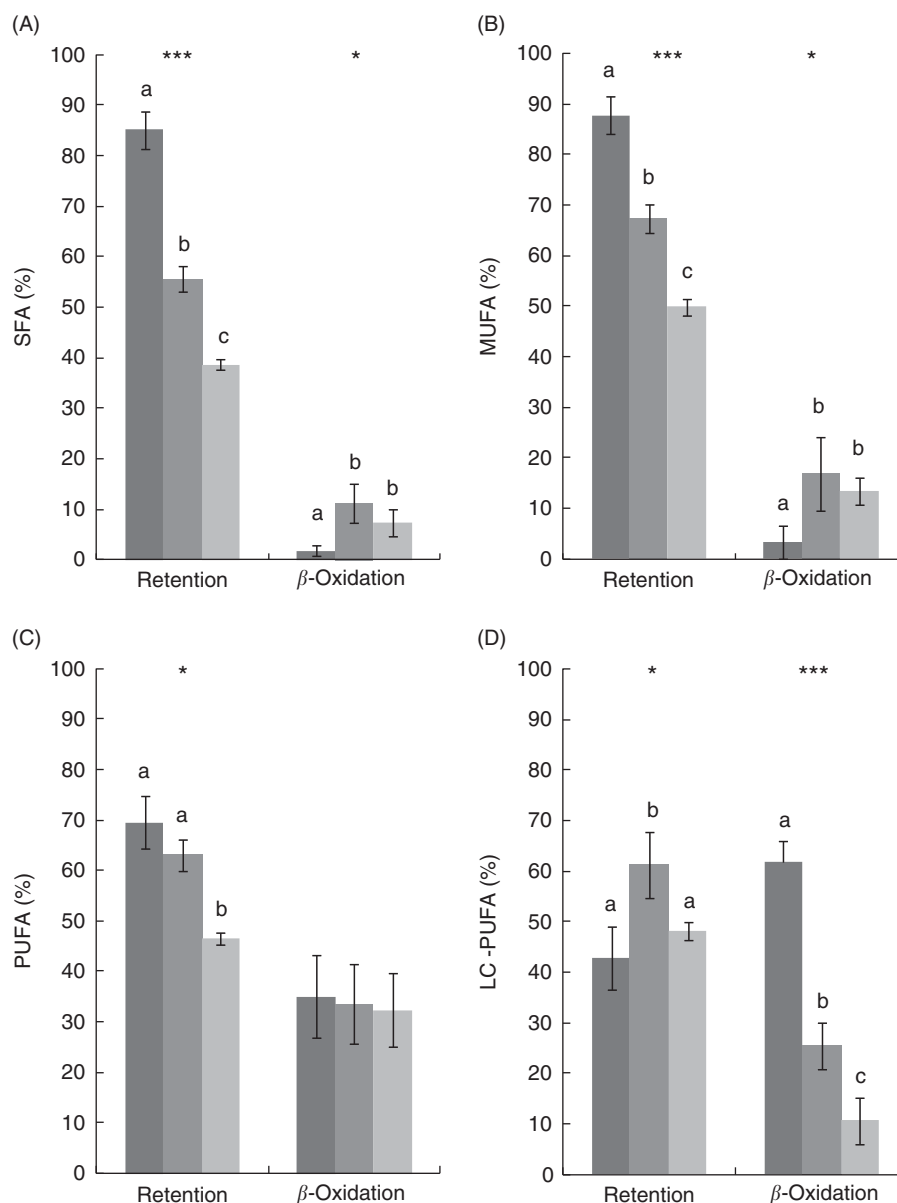 (A)
SFA (%)
100
90
80
70
60
50
40
30
20
10
0
***
*
a
b
c
a
b
b
Retention
β-Oxidation
(B)
MUFA (%)
100
90
80
70
60
50
40
30
20
10
0
***
*
a
b
c
a
b
b
Retention
β-Oxidation
(C)
PUFA (%)
100
90
80
70
60
50
40
30
20
10
0
*
a
a
b
Retention
β-Oxidation
(D)
LC-PUFA (%)
100
90
80
70
60
50
40
30
20
10
0
*
***
a
b
a
a
b
c
Retention
β-Oxidation